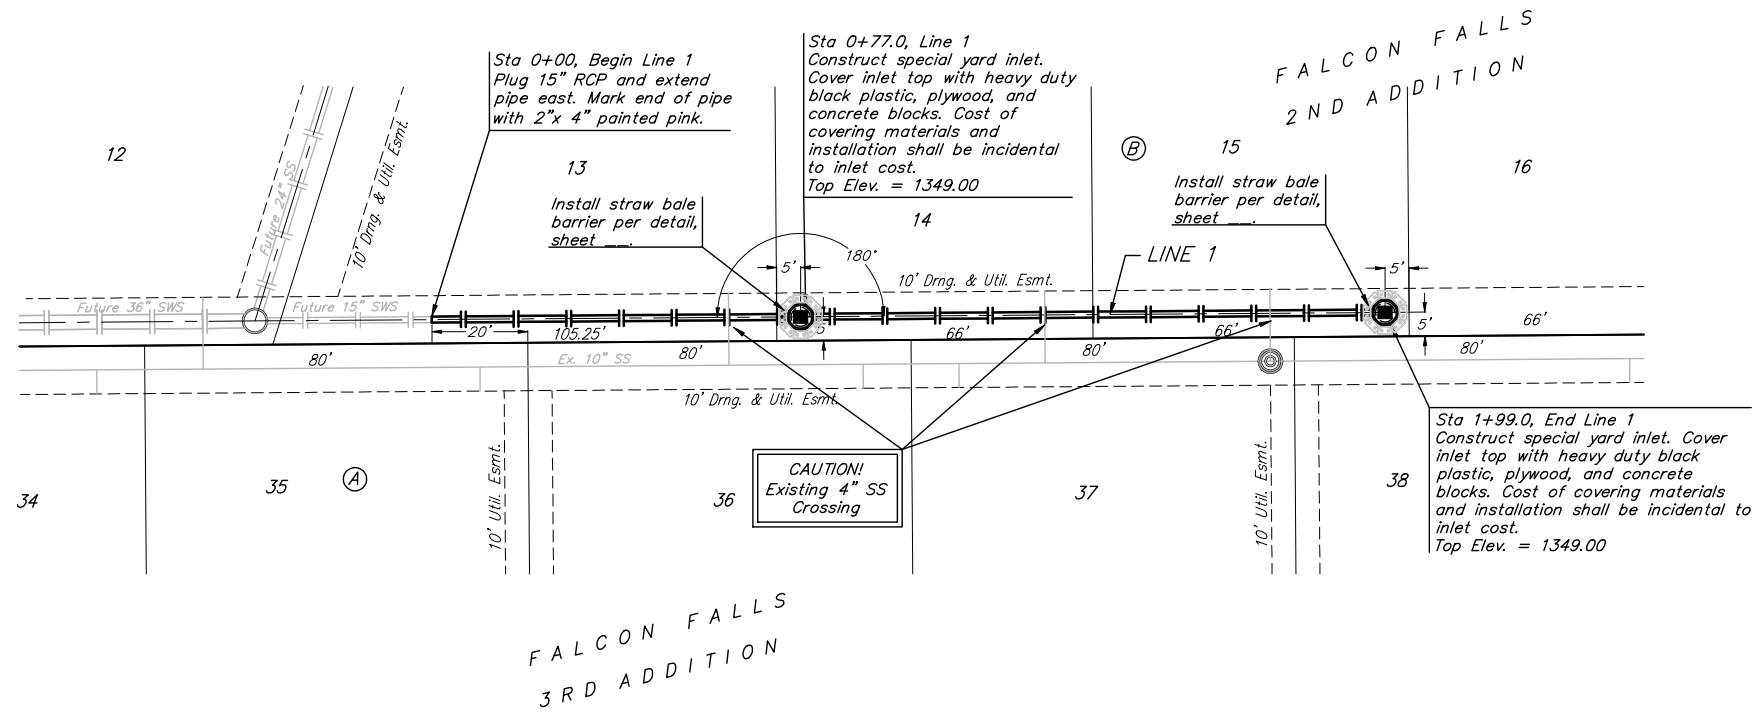 FALCON FALLS
2ND ADDITION
Sta 0+00, Begin Line 1
Plug 15" RCP and extend
pipe east. Mark end of pipe
with 2"x 4" painted pink.
Sta 0+77.0, Line 1
Construct special yard inlet.
Cover inlet top with heavy duty
black plastic, plywood, and
concrete blocks. Cost of
covering materials and
installation shall be incidental
to inlet cost.
Top Elev. = 1349.00
12
Future 24" SS
10' Drng. & Util. Esmt.
13
B
15
16
Install straw bale
barrier per detail,
sheet __.
14
Install straw bale
barrier per detail,
sheet __.
5'
180°
LINE 1
5'
10' Drng. & Util. Esmt.
Future 36" SWS
Future 15" SWS
20'
105.25'
5'
66'
66'
5'
66'
80'
Ex. 10" SS
80'
80'
80'
10' Drng. & Util. Esmt.
Sta 1+99.0, End Line 1
Construct special yard inlet. Cover
inlet top with heavy duty black
plastic, plywood, and concrete
blocks. Cost of covering materials
and installation shall be incidental to
inlet cost.
Top Elev. = 1349.00
CAUTION!
Existing 4" SS
Crossing
34
35
A
10' Util. Esmt.
36
37
10' Util. Esmt.
38
FALCON FALLS
3RD ADDITION